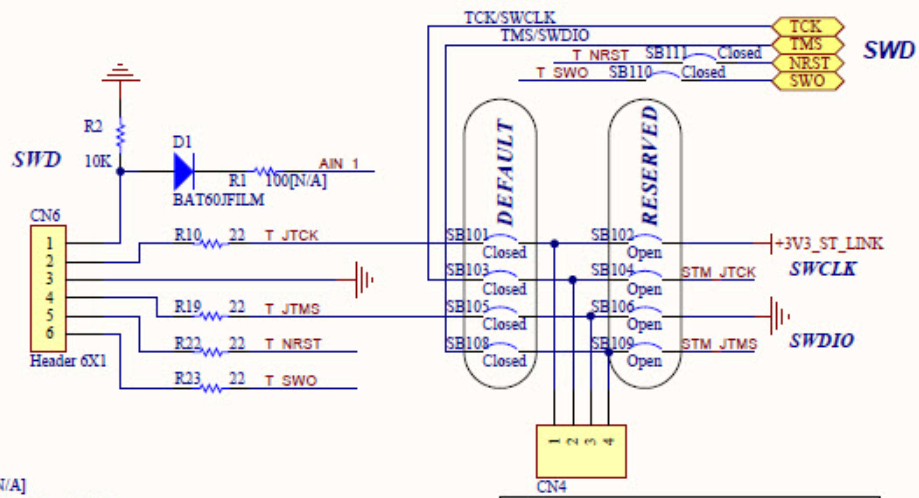 TCK/SWCLK
TCK
TMS/SWDIO
TMS
SWD
T_NRST SB111 Closed NRST
T_SWO SB110 Closed SWO
R2
10K
SWD
D1
AIN_1
R1 100[N/A]
BAT60JFILM
DEFAULT
RESERVED
CN6
1
2
3
4
5
6
Header 6X1
R10 22 T_JTCK
SB101
Closed
SB102
Open
+3V3_ST_LINK
SWCLK
SB103
Closed
SB104
Open
STM_JTCK
R19 22 T_JTMS
SB105
Closed
SB106
Open
SWDIO
R22 22 T_NRST
SB108
Closed
SB109
Open
STM_JTMS
R23 22 T_SWO
1 2 3 4
CN4
N/A]